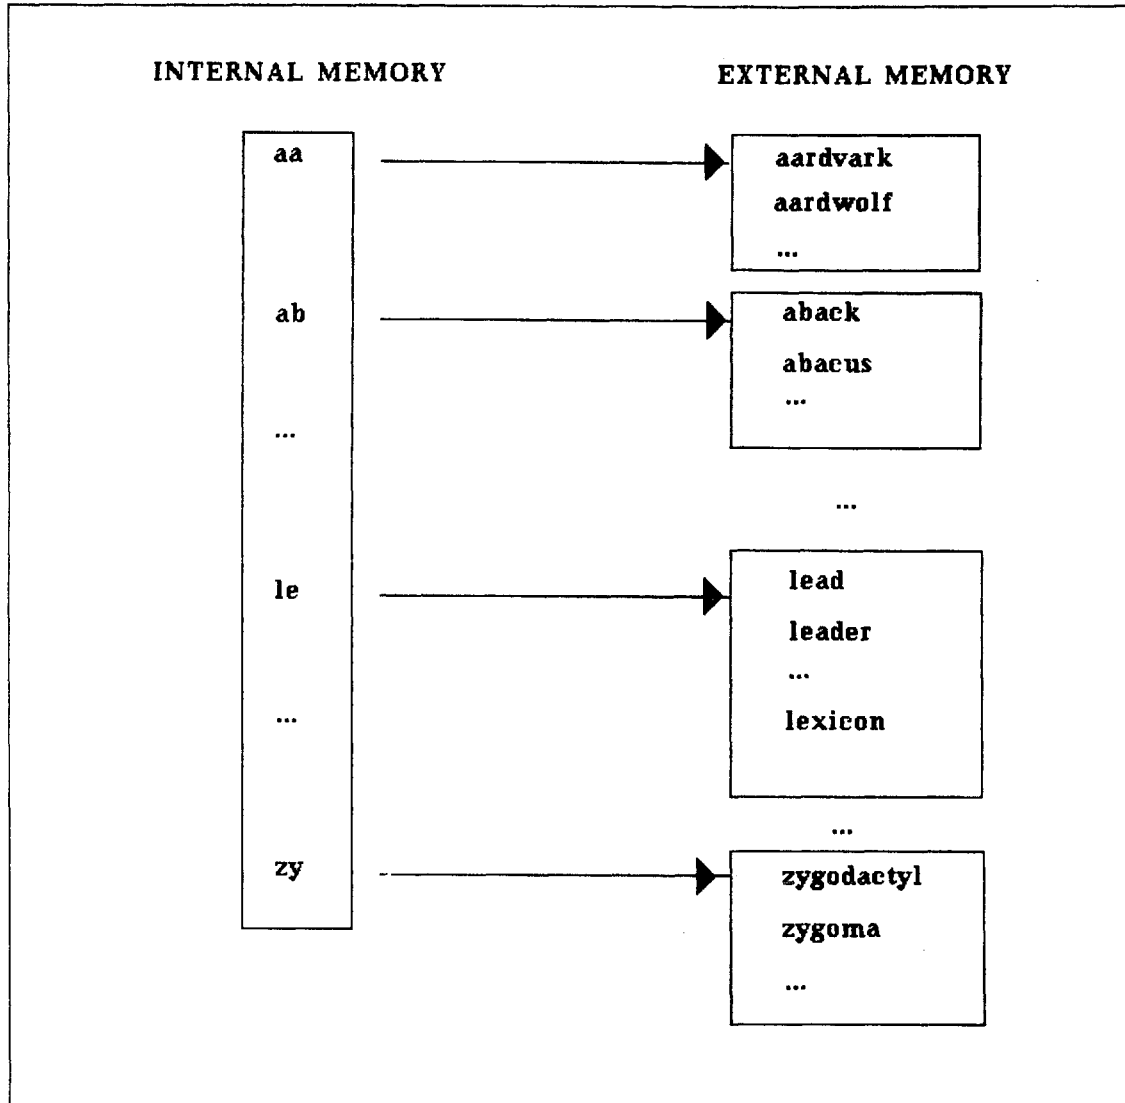 INTERNAL MEMORY EXTERNAL MEMORY
aa aardvark
aardwolf
...
ab aback
abacus
...
...
...
le lead
leader
...
... lexicon
...
zy zygodactyl
zygoma
...